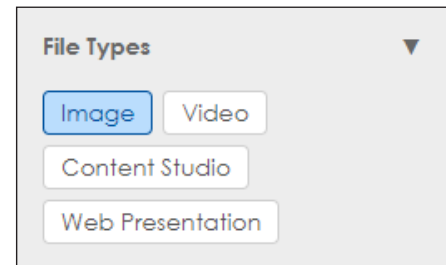 File Types ▼
Image Video
Content Studio
Web Presentation